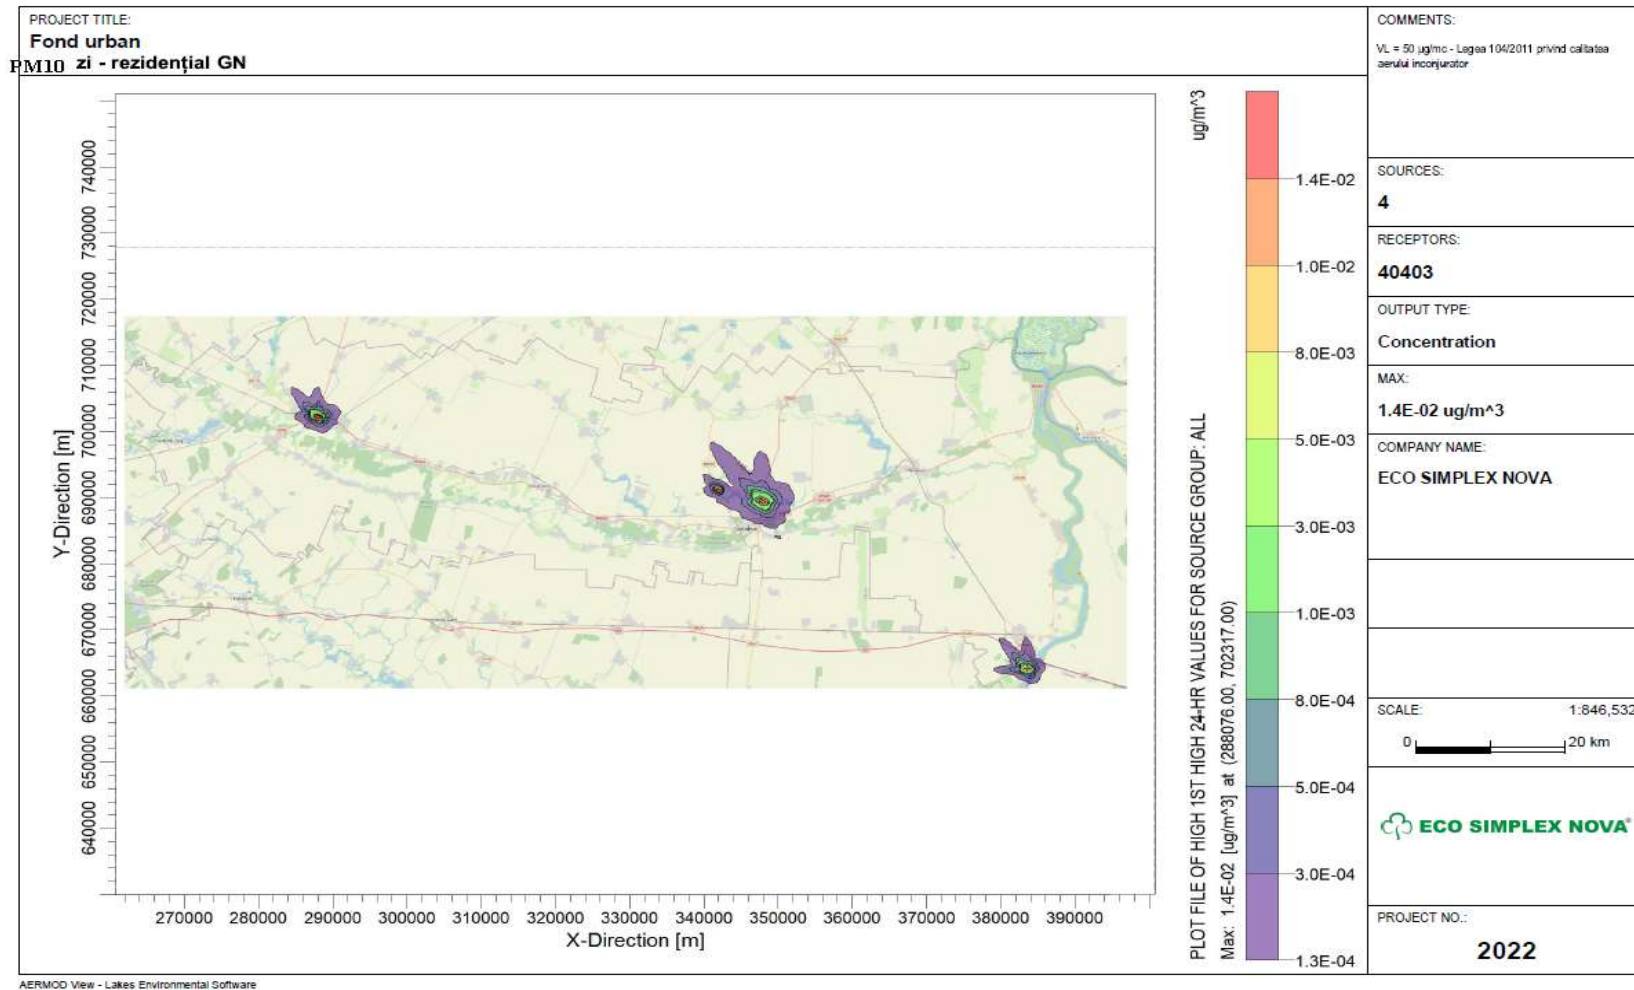 PROJECT TITLE:
Fond urban
PM10 zi - rezidențial GN
COMMENTS:
VL = 50 µg/mc - Legea 104/2011 privind calitatea
aerului inconjurator
SOURCES:
4
RECEPTORS:
40403
OUTPUT TYPE:
Concentration
MAX:
1.4E-02 ug/m^3
COMPANY NAME:
ECO SIMPLEX NOVA
SCALE:
1:846,532
0
20 km
ECO SIMPLEX NOVA®
PROJECT NO.:
2022
Y-Direction [m]
740000
730000
720000
710000
700000
690000
680000
670000
660000
650000
640000
270000 280000 290000 300000 310000 320000 330000 340000 350000 360000 370000 380000 390000
X-Direction [m]
ug/m^3
PLOT FILE OF HIGH 1ST HIGH 24-HR VALUES FOR SOURCE GROUP: ALL
Max: 1.4E-02 [ug/m^3] at (288076.00, 702317.00)
1.4E-02
1.0E-02
8.0E-03
5.0E-03
3.0E-03
1.0E-03
8.0E-04
5.0E-04
3.0E-04
1.3E-04
AERMOD View - Lakes Environmental Software